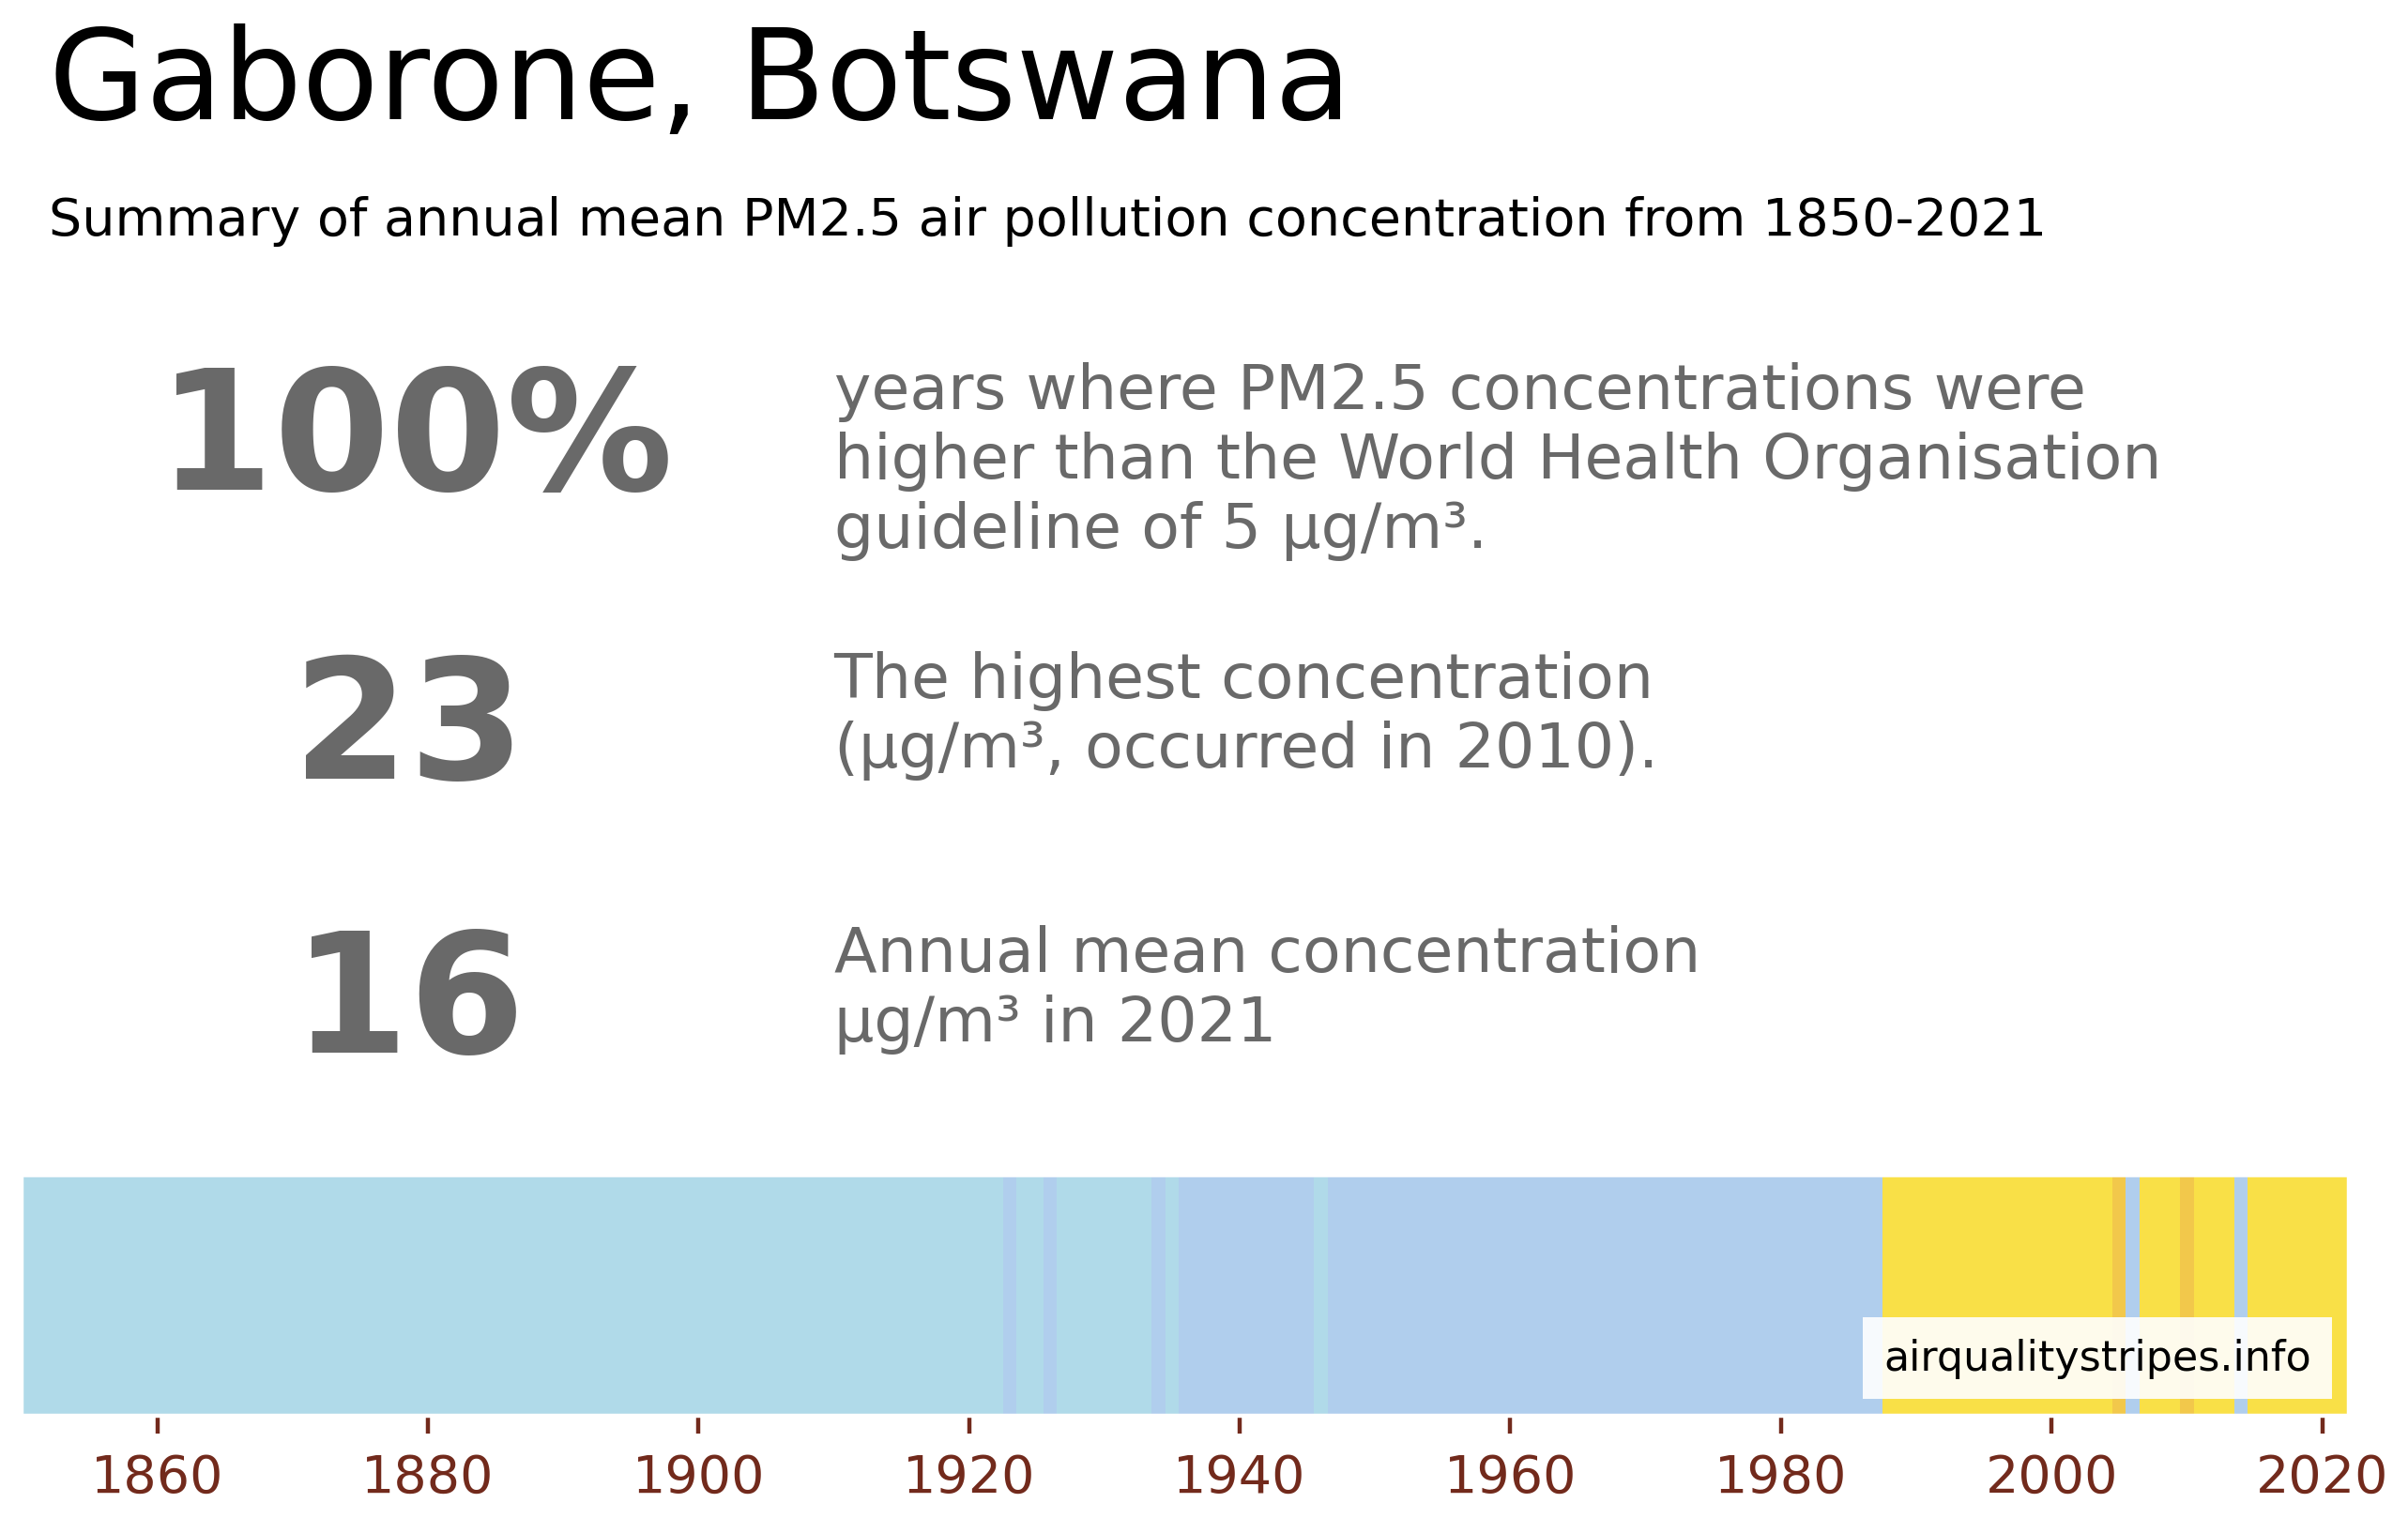 Gaborone, Botswana
Summary of annual mean PM2.5 air pollution concentration from 1850-2021
100%
years where PM2.5 concentrations were
higher than the World Health Organisation
guideline of 5 µg/m³.
23
The highest concentration
(µg/m³, occurred in 2010).
16
Annual mean concentration
µg/m³ in 2021
airqualitystripes.info
1860 1880 1900 1920 1940 1960 1980 2000 2020